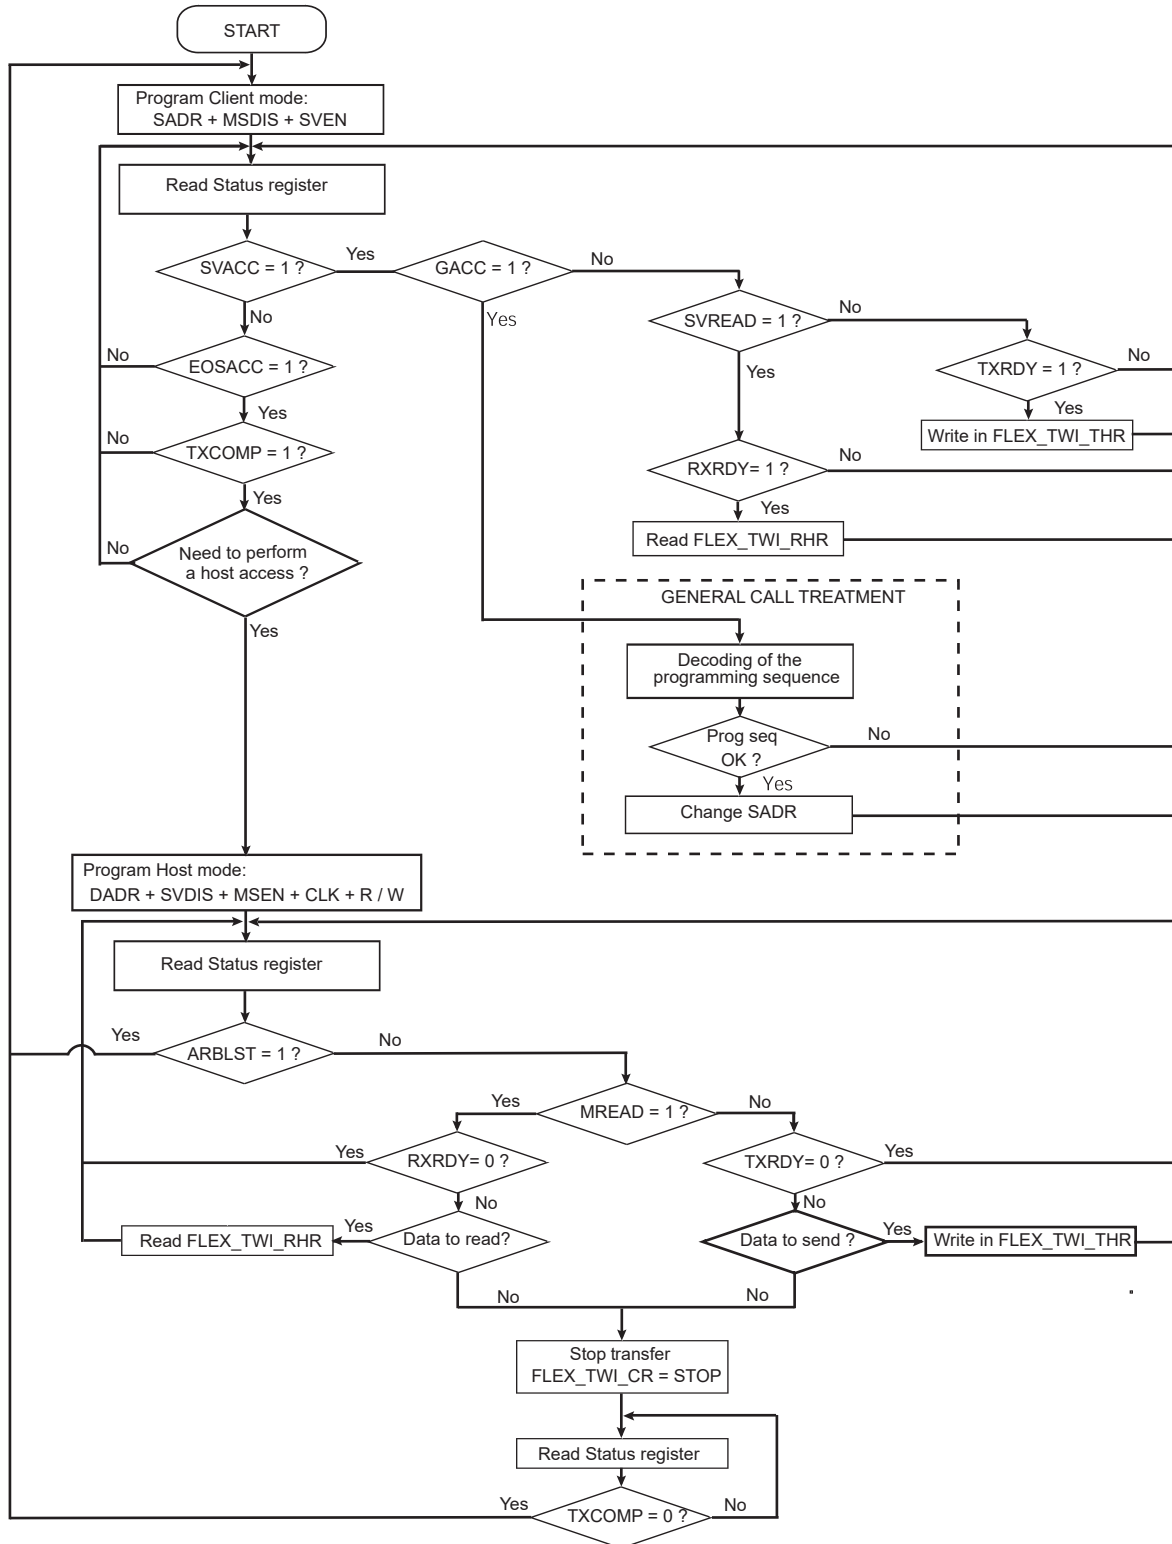 START
Program Client mode:
SADR + MSDIS + SVEN
Read Status register
SVACC = 1 ?
Yes
GACC = 1 ?
No
SVREAD = 1 ?
No
No
Yes
EOSACC = 1 ?
No
Yes
TXRDY = 1 ?
No
Yes
Yes
Write in FLEX_TWI_THR
TXCOMP = 1 ?
No
Yes
RXRDY= 1 ?
No
Yes
Read FLEX_TWI_RHR
Need to perform
a host access ?
No
Yes
GENERAL CALL TREATMENT
Decoding of the
programming sequence
Prog seq
OK ?
No
Yes
Change SADR
Program Host mode:
DADR + SVDIS + MSEN + CLK + R / W
Read Status register
Yes
ARBLST = 1 ?
No
Yes
MREAD = 1 ?
No
Yes
RXRDY= 0 ?
TXRDY= 0 ?
Yes
No
No
Read FLEX_TWI_RHR
Yes
Data to read?
Data to send ?
Yes
Write in FLEX_TWI_THR
No
No
Stop transfer
FLEX_TWI_CR = STOP
Read Status register
Yes
TXCOMP = 0 ?
No